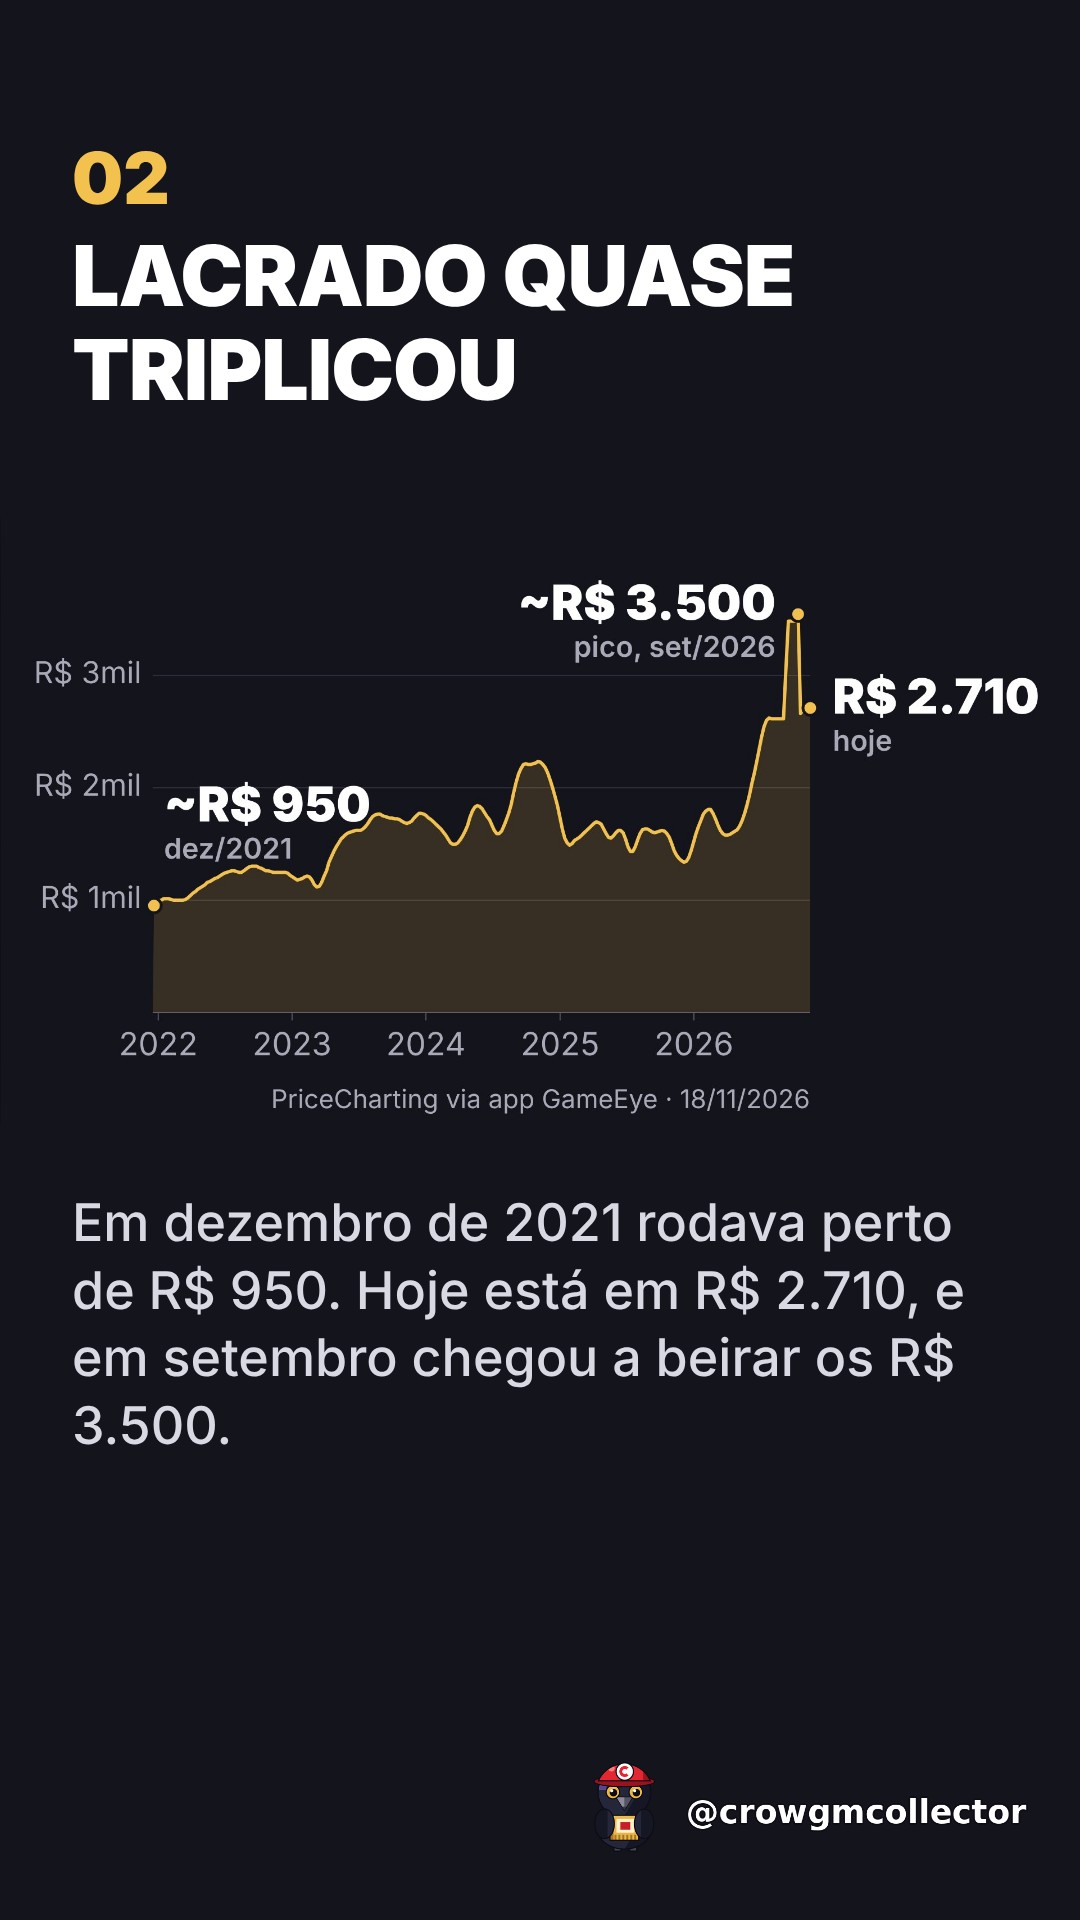 02
LACRADO QUASE
TRIPLICOU
~R$ 3.500
pico, set/2026
R$ 3mil
R$ 2.710
hoje
R$ 2mil
~R$ 950
dez/2021
R$ 1mil
2022 2023 2024 2025 2026
PriceCharting via app GameEye · 18/11/2026
Em dezembro de 2021 rodava perto
de R$ 950. Hoje está em R$ 2.710, e
em setembro chegou a beirar os R$
3.500.
C
@crowgmcollector